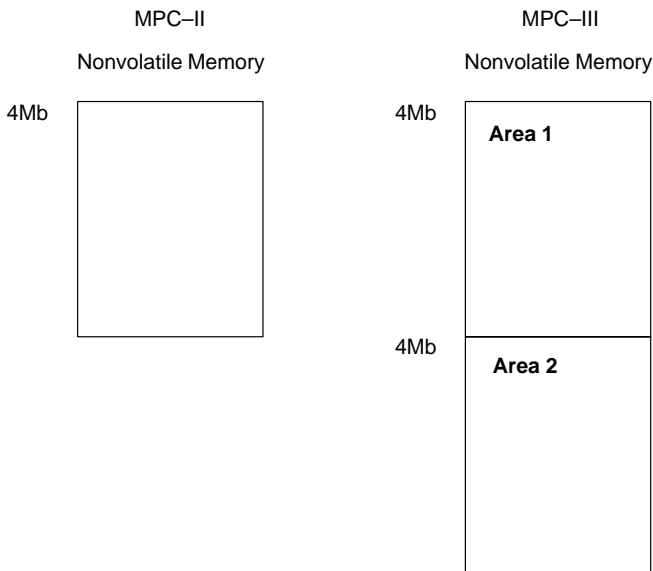 MPC–II
Nonvolatile Memory
4Mb
MPC–III
Nonvolatile Memory
4Mb
Area 1
4Mb
Area 2